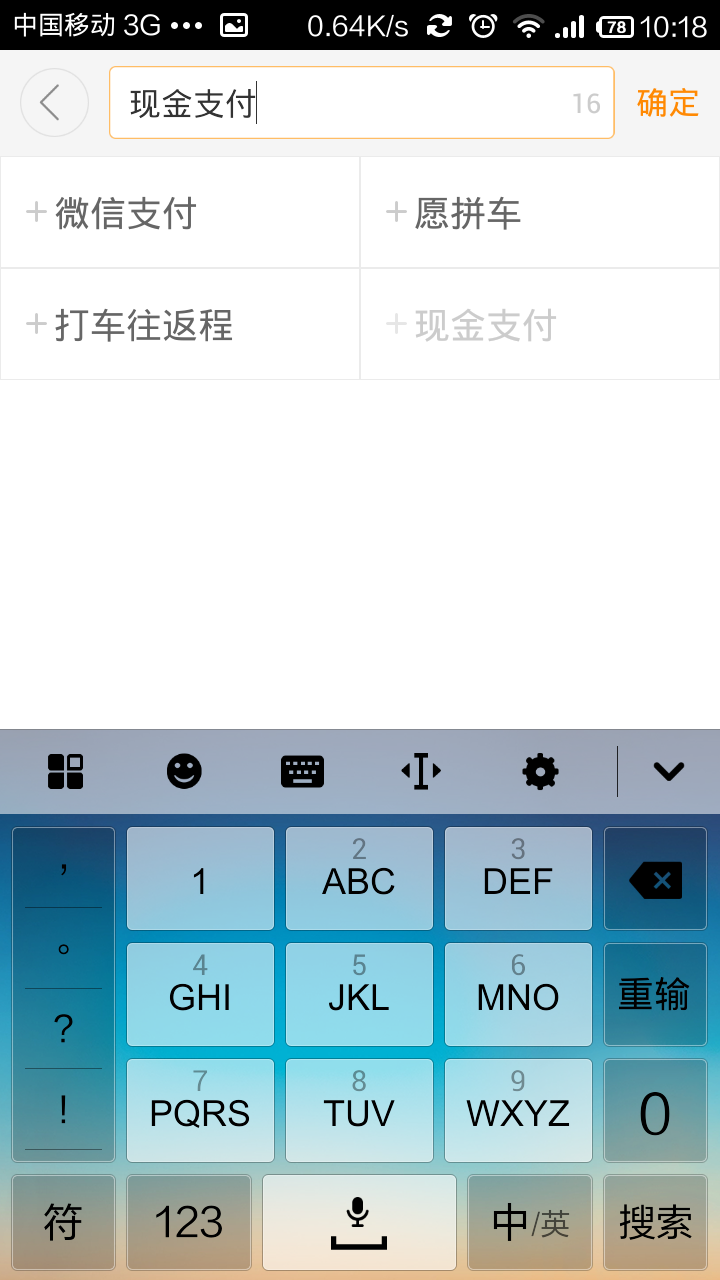 中国移动 3G ••• 0.64K/s 78 10:18
现金支付 16 确定
+ 微信支付 + 愿拼车
+ 打车往返程 + 现金支付
， 1 2 ABC 3 DEF
。 4 GHI 5 JKL 6 MNO 重输
？
！ 7 PQRS 8 TUV 9 WXYZ 0
符 123 中/英 搜索